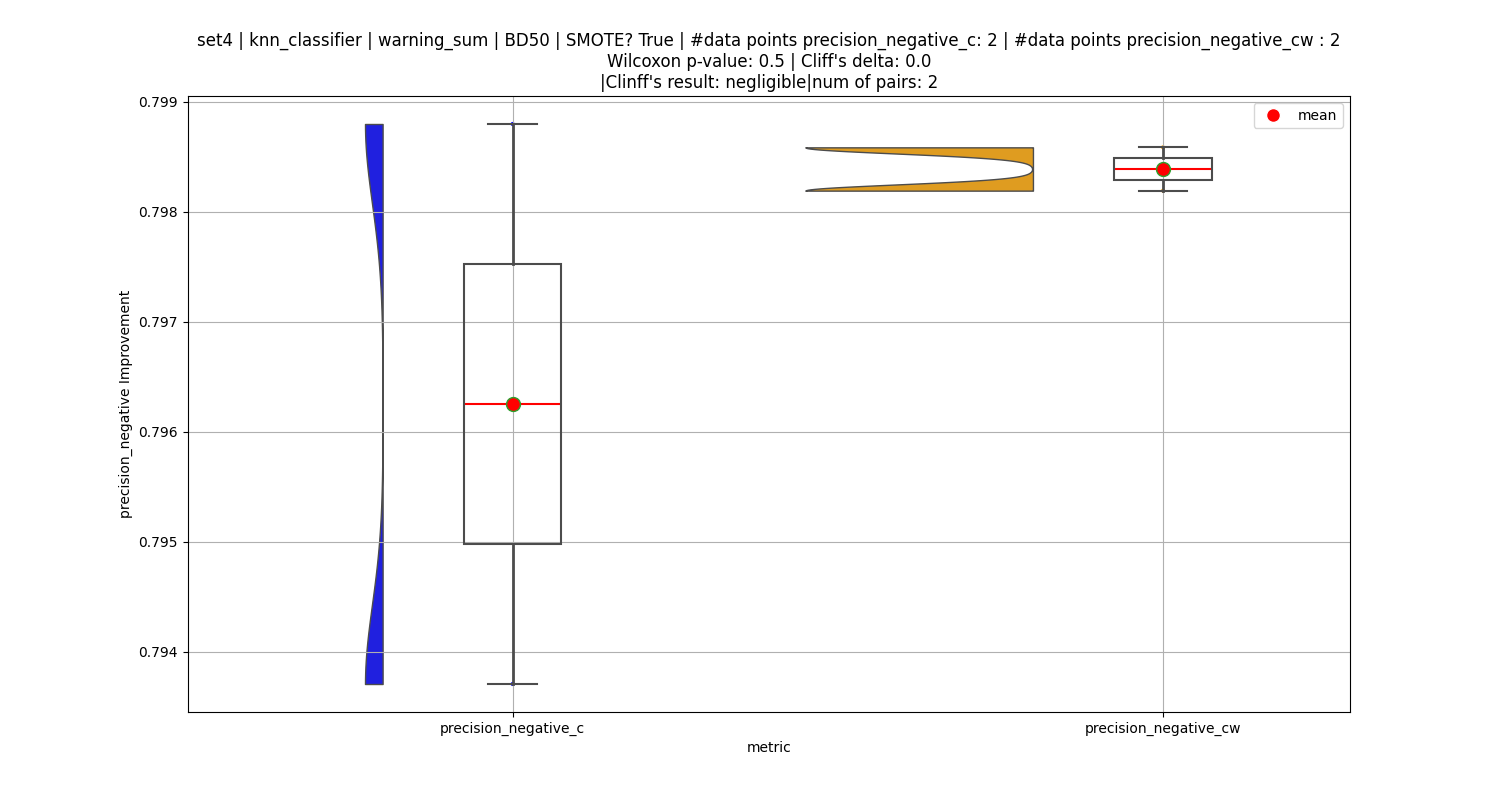 set4 | knn_classifier | warning_sum | BD50 | SMOTE? True | #data points precision_negative_c: 2 | #data points precision_negative_cw : 2
Wilcoxon p-value: 0.5 | Cliff's delta: 0.0
|Clinff's result: negligible|num of pairs: 2
mean
0.799
0.798
0.797
0.796
0.795
0.794
precision_negative Improvement
precision_negative_c
precision_negative_cw
metric